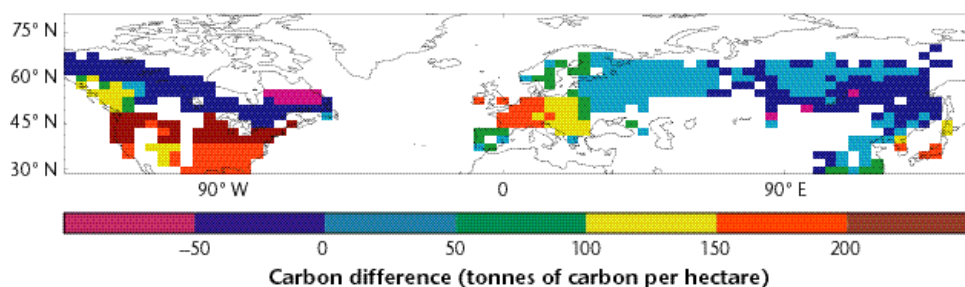 75° N
60° N
45° N
30° N
90° W 0 90° E
–50 0 50 100 150 200
Carbon difference (tonnes of carbon per hectare)